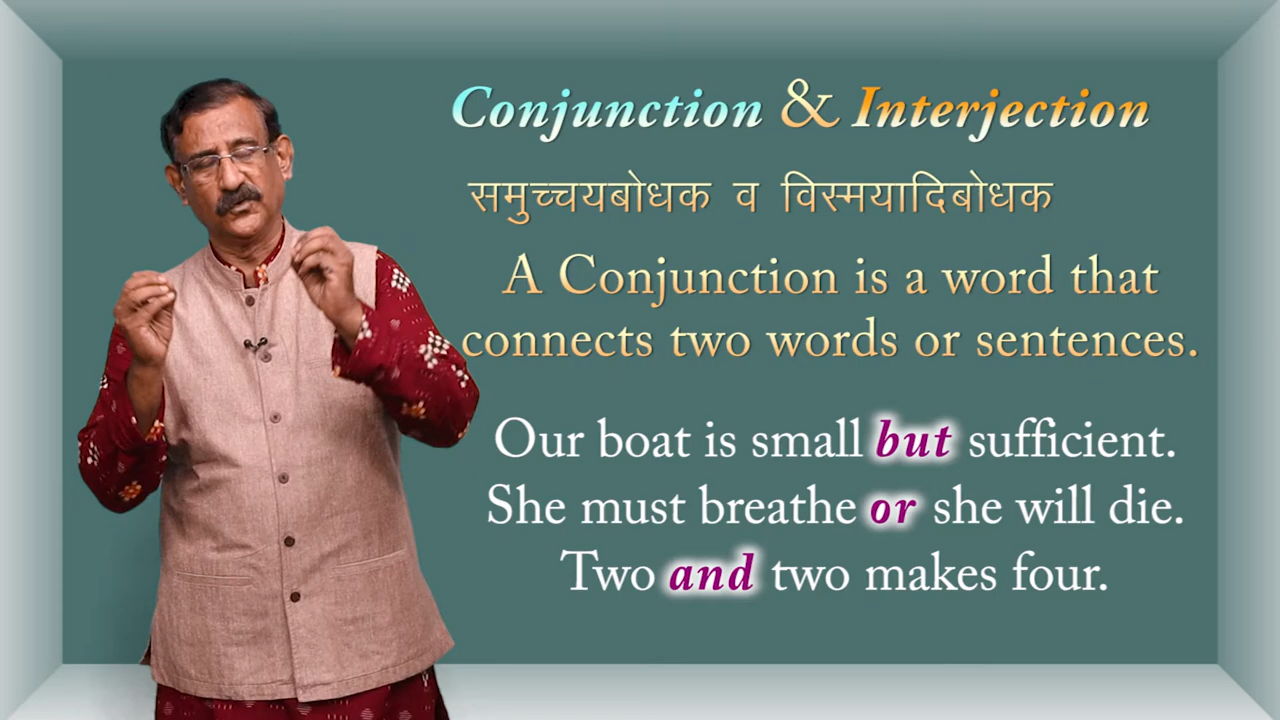 Conjunction & Interjection
समुच्चयबोधक व विस्मयादिबोधक
A Conjunction is a word that
connects two words or sentences.
Our boat is small but sufficient.
She must breathe or she will die.
Two and two makes four.